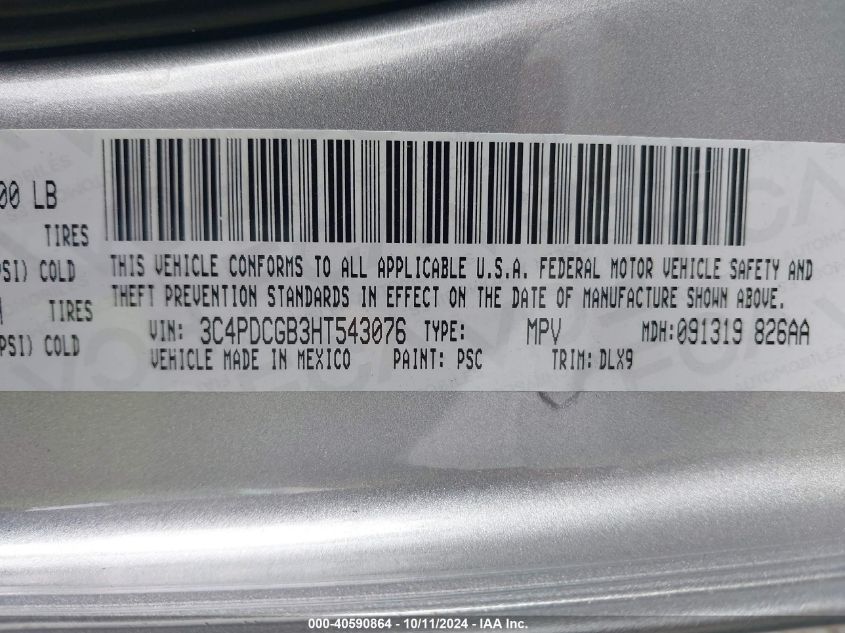 00 LB
TIRES
PSI) COLD
TIRES
PSI) COLD
THIS VEHICLE CONFORMS TO ALL APPLICABLE U.S.A. FEDERAL MOTOR VEHICLE SAFETY AND
THEFT PREVENTION STANDARDS IN EFFECT ON THE DATE OF MANUFACTURE SHOWN ABOVE.
VIN: 3C4PDCGB3HT543076 TYPE: MPV MDH:091319 826AA
VEHICLE MADE IN MEXICO PAINT: PSC TRIM: DLX9
000-40590864 - 10/11/2024 - IAA Inc.